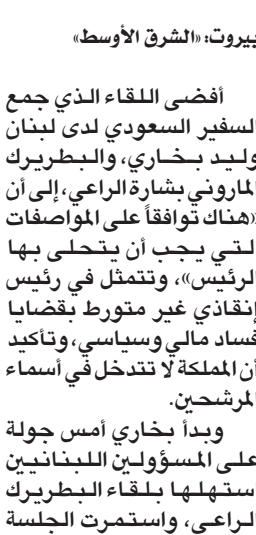 بيروت: «الشرق الأوسط»
أفضى اللقاء الذي جمع
السفير السعودي لدى لبنان
وليد بخاري، والبطريرك
الماروني بشارة الراعي، إلى أن
«هناك توافقاً على المواصفات
التي يجب أن يتحلى بها
الرئيس»، وتتمثل في رئيس
إنقاذي غير متورط بقضايا
فساد مالي وسياسي، وتأكيد
أن المملكة لا تتدخل في أسماء
المرشحين.
وبدأ بخاري أمس جولة
على المسؤولين اللبنانيين
استهلها بلقاء البطريرك
الراعي، واستمرت الجلسة